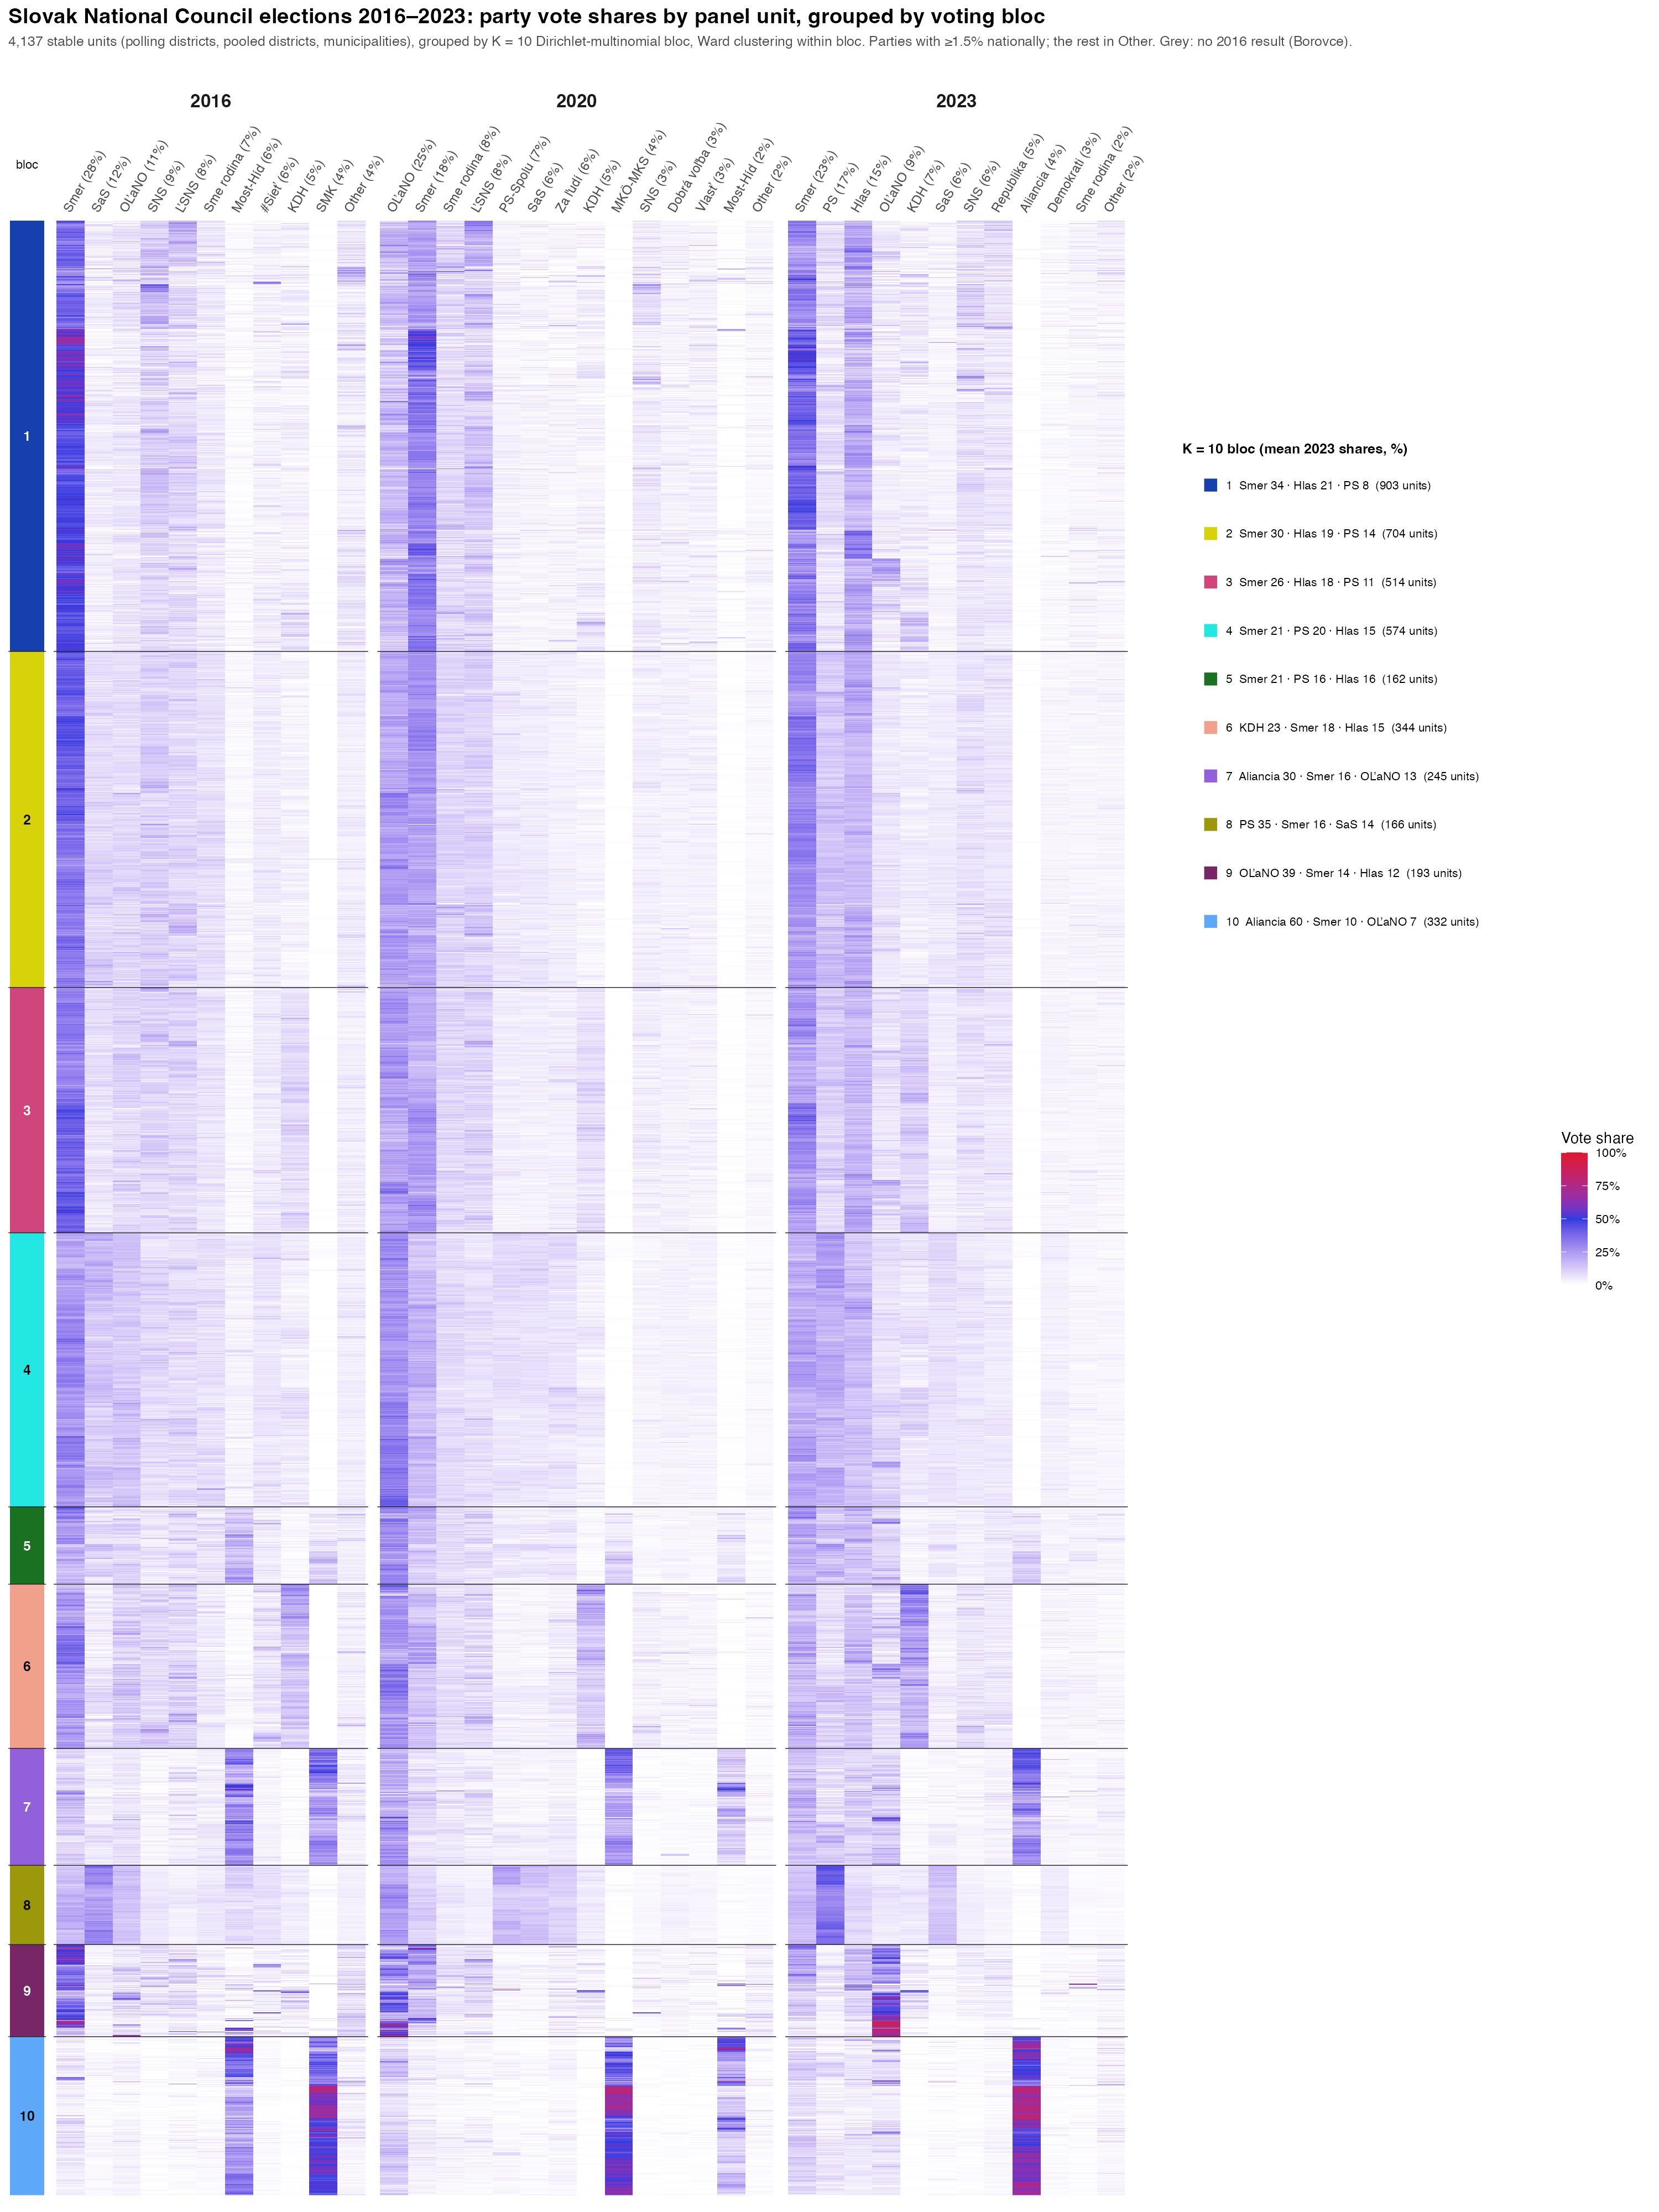 Slovak National Council elections 2016–2023: party vote shares by panel unit, grouped by voting bloc
4,137 stable units (polling districts, pooled districts, municipalities), grouped by K = 10 Dirichlet-multinomial bloc, Ward clustering within bloc. Parties with ≥1.5% nationally; the rest in Other. Grey: no 2016 result (Borovce).
2016
2020
2023
bloc
Smer (28%)
SaS (12%)
OĽaNO (11%)
SNS (9%)
ĽSNS (8%)
Sme rodina (7%)
Most-Híd (6%)
#Sieť (6%)
KDH (5%)
SMK (4%)
Other (4%)
OĽaNO (25%)
Smer (18%)
Sme rodina (8%)
ĽSNS (8%)
PS-Spolu (7%)
SaS (6%)
Za ľudí (6%)
KDH (5%)
MKÖ-MKS (4%)
SNS (3%)
Dobrá voľba (3%)
Vlasť (3%)
Most-Híd (2%)
Other (2%)
Smer (23%)
PS (17%)
Hlas (15%)
OĽaNO (9%)
KDH (7%)
SaS (6%)
SNS (6%)
Republika (5%)
Aliancia (4%)
Demokrati (3%)
Sme rodina (2%)
Other (2%)
1
2
3
4
5
6
7
8
9
10
K = 10 bloc (mean 2023 shares, %)
1 Smer 34 · Hlas 21 · PS 8 (903 units)
2 Smer 30 · Hlas 19 · PS 14 (704 units)
3 Smer 26 · Hlas 18 · PS 11 (514 units)
4 Smer 21 · PS 20 · Hlas 15 (574 units)
5 Smer 21 · PS 16 · Hlas 16 (162 units)
6 KDH 23 · Smer 18 · Hlas 15 (344 units)
7 Aliancia 30 · Smer 16 · OĽaNO 13 (245 units)
8 PS 35 · Smer 16 · SaS 14 (166 units)
9 OĽaNO 39 · Smer 14 · Hlas 12 (193 units)
10 Aliancia 60 · Smer 10 · OĽaNO 7 (332 units)
Vote share
100%
75%
50%
25%
0%